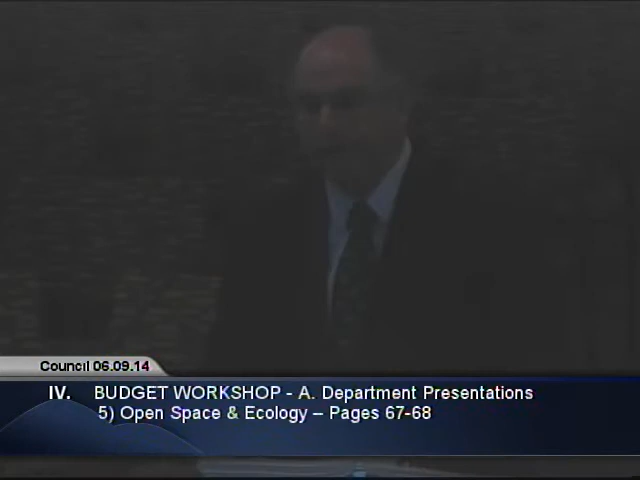 Council 06.09.14
IV. BUDGET WORKSHOP - A. Department Presentations
5) Open Space & Ecology – Pages 67-68